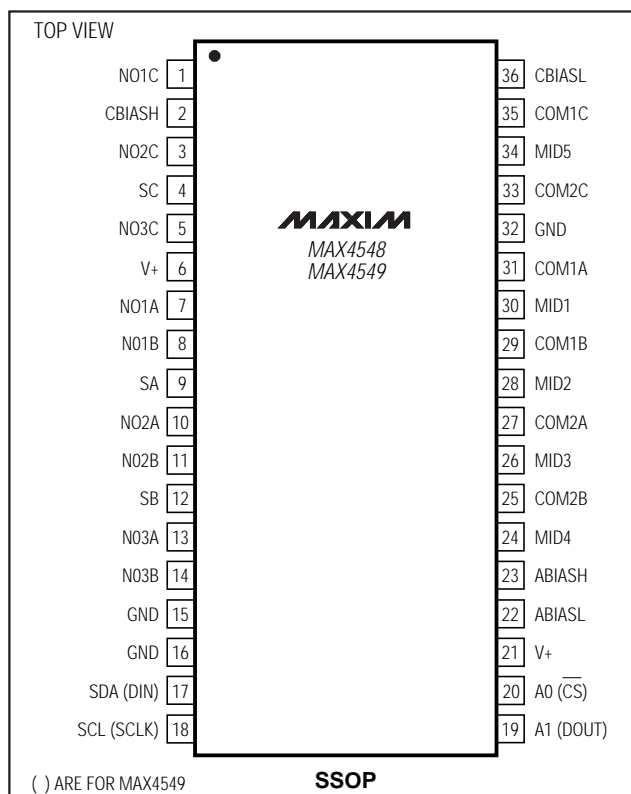 TOP VIEW
NO1C 1 36 CBIASL
CBIASH 2 35 COM1C
NO2C 3 34 MID5
SC 4 33 COM2C
NO3C 5 32 GND
MAXIM
MAX4548
MAX4549
V+ 6 31 COM1A
NO1A 7 30 MID1
N01B 8 29 COM1B
SA 9 28 MID2
NO2A 10 27 COM2A
N02B 11 26 MID3
SB 12 25 COM2B
N03A 13 24 MID4
N03B 14 23 ABIASH
GND 15 22 ABIASL
GND 16 21 V+
SDA (DIN) 17 20 A0 (CS)
SCL (SCLK) 18 19 A1 (DOUT)
( ) ARE FOR MAX4549
SSOP